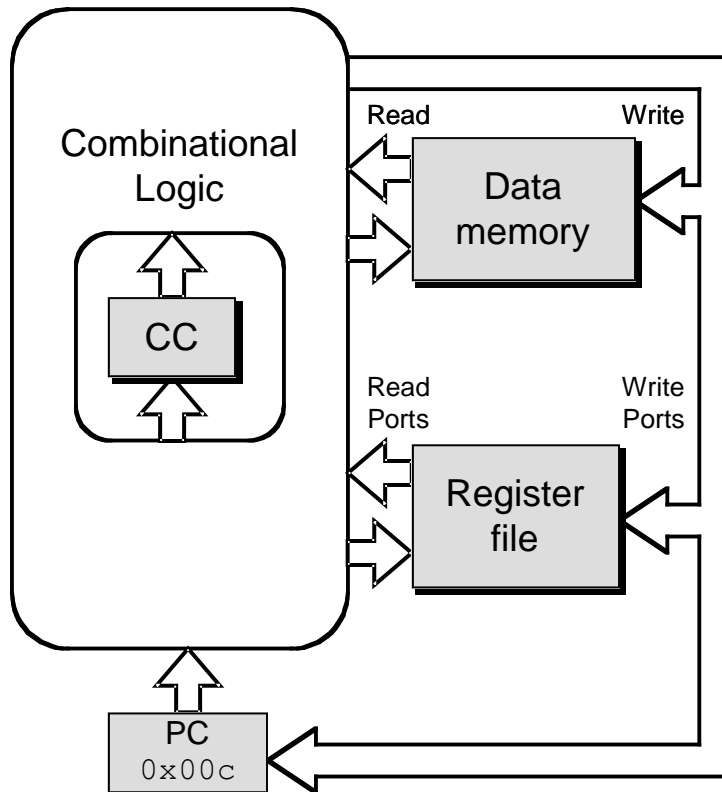 Combinational
Logic
CC
Read
Write
Data
memory
Read
Ports
Write
Ports
Register
file
PC
0x00c